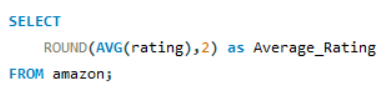 SELECT
ROUND(AVG(rating),2) as Average_Rating
FROM amazon;